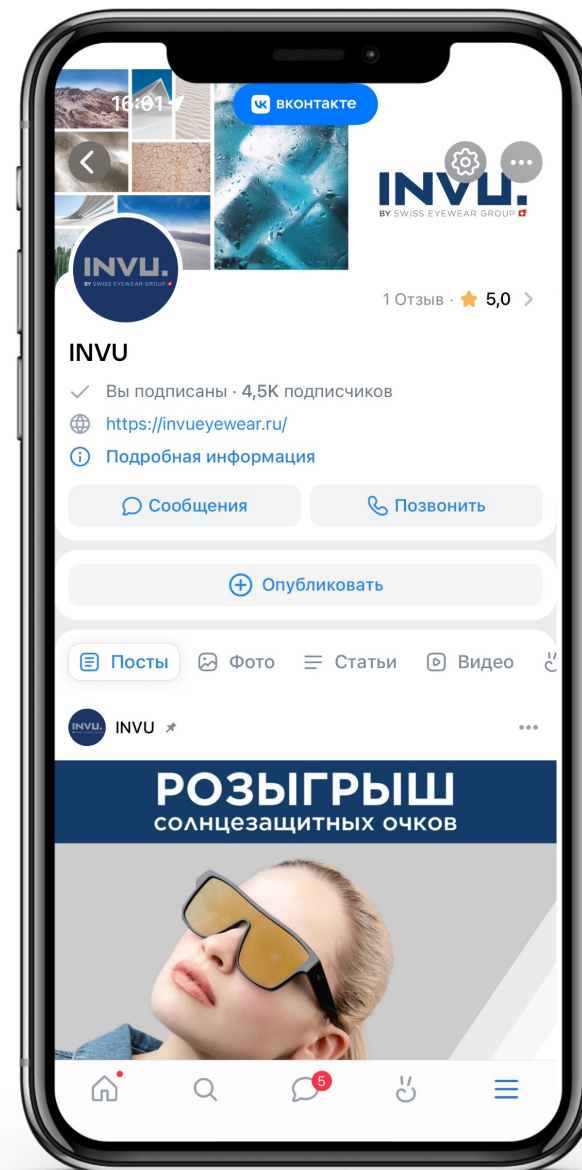 16:01
вконтакте
INVU.
BY SWISS EYEWEAR GROUP
INVU.
BY SWISS EYEWEAR GROUP
1 Отзыв · 5,0
INVU
Вы подписаны · 4,5K подписчиков
https://invueyewear.ru/
Подробная информация
Сообщения
Позвонить
Опубликовать
Посты Фото Статьи Видео
INVU.
INVU
РОЗЫГРЫШ
солнцезащитных очков
5